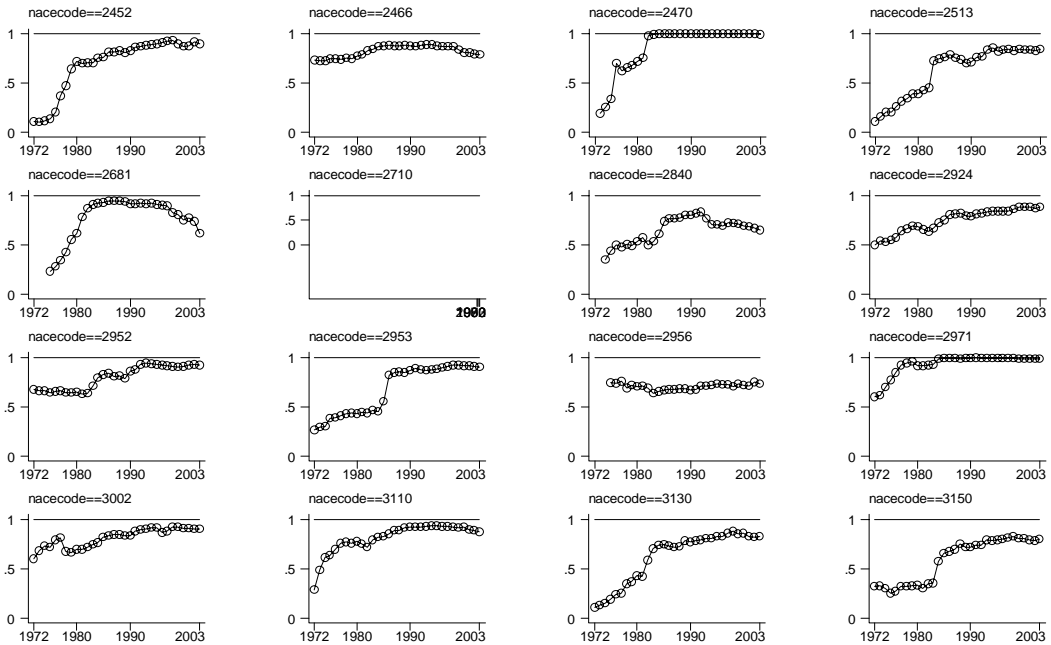 nacecode==2452 nacecode==2466 nacecode==2470 nacecode==2513
1 1 1 1
.5 .5 .5 .5
0 0 0 0
1972 1980 1990 2003 1972 1980 1990 2003 1972 1980 1990 2003 1972 1980 1990 2003
nacecode==2681 nacecode==2710 nacecode==2840 nacecode==2924
1 1 1 1
.5 .5 .5 .5
0 0 0 0
1972 1980 1990 2003 1972 1980 1990 2003 1972 1980 1990 2003
nacecode==2952 nacecode==2953 nacecode==2956 nacecode==2971
1 1 1 1
.5 .5 .5 .5
0 0 0 0
1972 1980 1990 2003 1972 1980 1990 2003 1972 1980 1990 2003 1972 1980 1990 2003
nacecode==3002 nacecode==3110 nacecode==3130 nacecode==3150
1 1 1 1
.5 .5 .5 .5
0 0 0 0
1972 1980 1990 2003 1972 1980 1990 2003 1972 1980 1990 2003 1972 1980 1990 2003